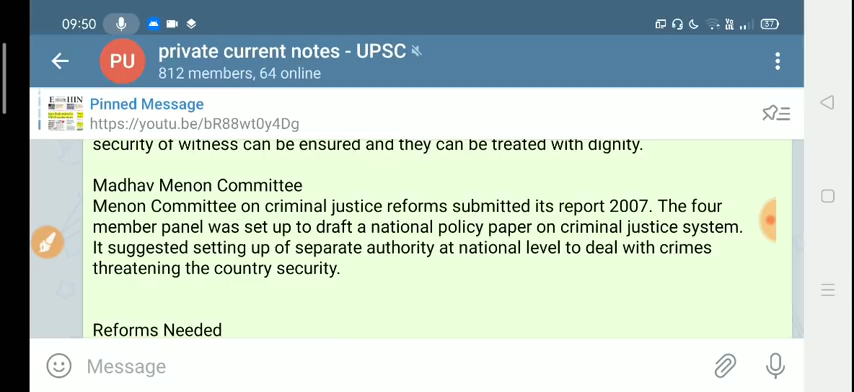 09:50
37
PU
private current notes - UPSC
812 members, 64 online
Pinned Message
https://youtu.be/bR88wt0y4Dg
security of witness can be ensured and they can be treated with dignity.
Madhav Menon Committee
Menon Committee on criminal justice reforms submitted its report 2007. The four
member panel was set up to draft a national policy paper on criminal justice system.
It suggested setting up of separate authority at national level to deal with crimes
threatening the country security.
Reforms Needed
Message